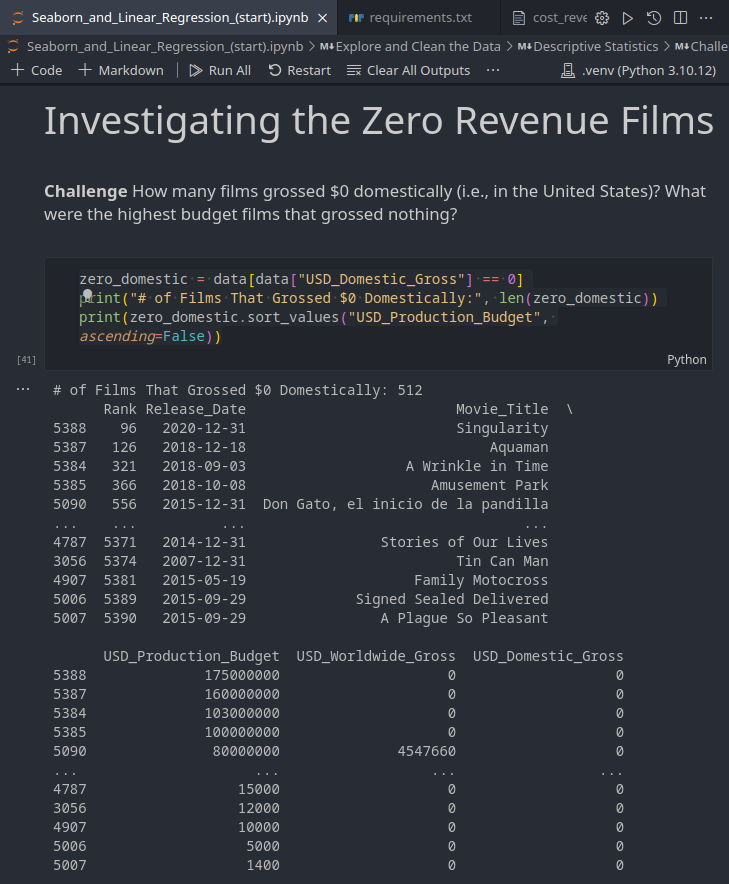 Seaborn_and_Linear_Regression_(start).ipynb requirements.txt cost_reve
Seaborn_and_Linear_Regression_(start).ipynb > M↓Explore and Clean the Data > M↓Descriptive Statistics > M↓Challe
+ Code + Markdown | Run All Restart Clear All Outputs ... .venv (Python 3.10.12)
Investigating the Zero Revenue Films
Challenge How many films grossed $0 domestically (i.e., in the United States)? What
were the highest budget films that grossed nothing?
zero_domestic = data[data["USD_Domestic_Gross"] == 0]
print("# of Films That Grossed $0 Domestically:", len(zero_domestic))
print(zero_domestic.sort_values("USD_Production_Budget",
ascending=False))
[41] Python
... # of Films That Grossed $0 Domestically: 512
Rank Release_Date Movie_Title \
5388 96 2020-12-31 Singularity
5387 126 2018-12-18 Aquaman
5384 321 2018-09-03 A Wrinkle in Time
5385 366 2018-10-08 Amusement Park
5090 556 2015-12-31 Don Gato, el inicio de la pandilla
... ... ... ...
4787 5371 2014-12-31 Stories of Our Lives
3056 5374 2007-12-31 Tin Can Man
4907 5381 2015-05-19 Family Motocross
5006 5389 2015-09-29 Signed Sealed Delivered
5007 5390 2015-09-29 A Plague So Pleasant
USD_Production_Budget USD_Worldwide_Gross USD_Domestic_Gross
5388 175000000 0 0
5387 160000000 0 0
5384 103000000 0 0
5385 100000000 0 0
5090 80000000 4547660 0
... ... ... ...
4787 15000 0 0
3056 12000 0 0
4907 10000 0 0
5006 5000 0 0
5007 1400 0 0